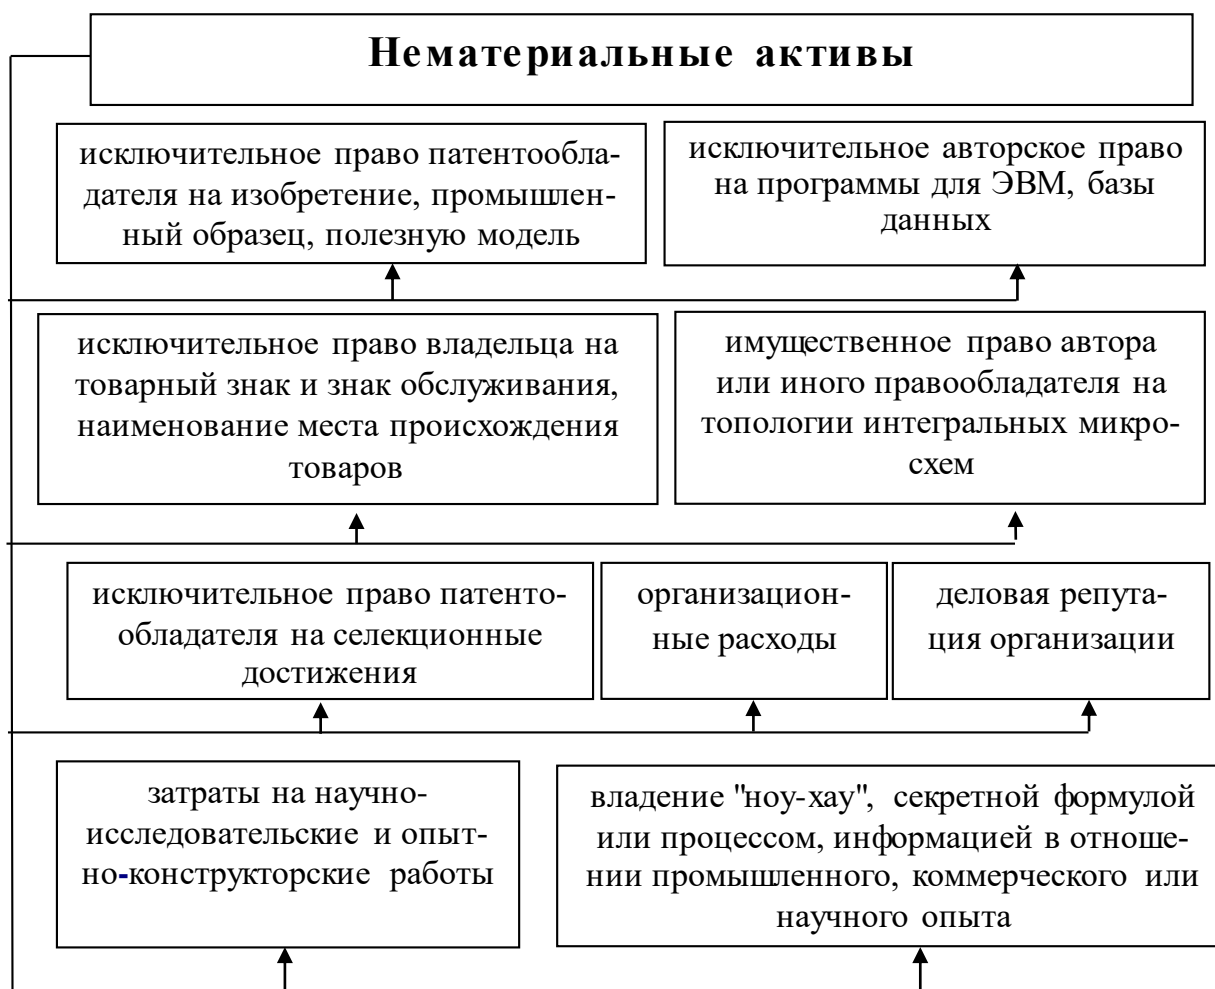 Нематериальные активы
исключительное право патентообла-
дателя на изобретение, промышлен-
ный образец, полезную модель
исключительное авторское право
на программы для ЭВМ, базы
данных
исключительное право владельца на
товарный знак и знак обслуживания,
наименование места происхождения
товаров
имущественное право автора
или иного правообладателя на
топологии интегральных микро-
схем
исключительное право патенто-
обладателя на селекционные
достижения
организацион-
ные расходы
деловая репута-
ция организации
затраты на научно-
исследовательские и опыт-
но-конструкторские работы
владение "ноу-хау", секретной формулой
или процессом, информацией в отноше-
нии промышленного, коммерческого или
научного опыта